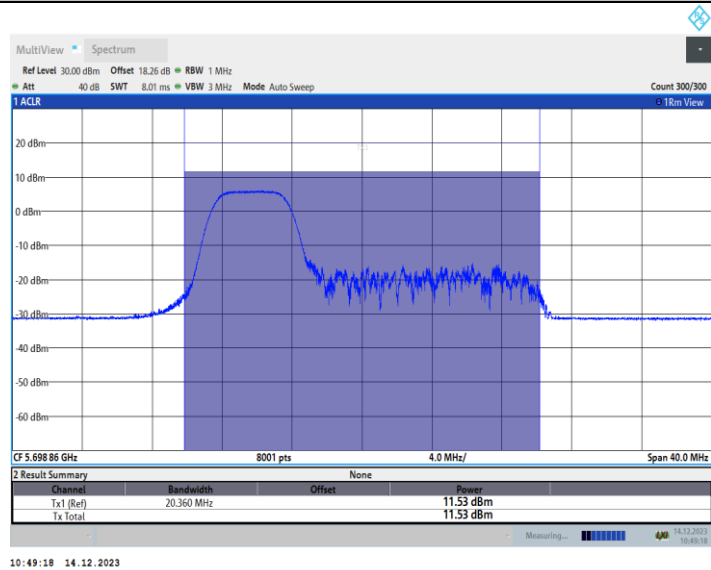 MultiView Spectrum
Ref Level 30.00 dBm Offset 18.26 dB RBW 1 MHz
Att 40 dB SWT 8.01 ms VBW 3 MHz Mode Auto Sweep Count 300/300
1 ACLR 1Rm View
20 dBm
10 dBm
0 dBm
-10 dBm
-20 dBm
-30 dBm
-40 dBm
-50 dBm
-60 dBm
CF 5.698 86 GHz 8001 pts 4.0 MHz/ Span 40.0 MHz
2 Result Summary None
Channel Bandwidth Offset Power
Tx1 (Ref) 20.360 MHz 11.53 dBm
Tx Total 11.53 dBm
Measuring... 14.12.2023
10:49:18
10:49:18 14.12.2023